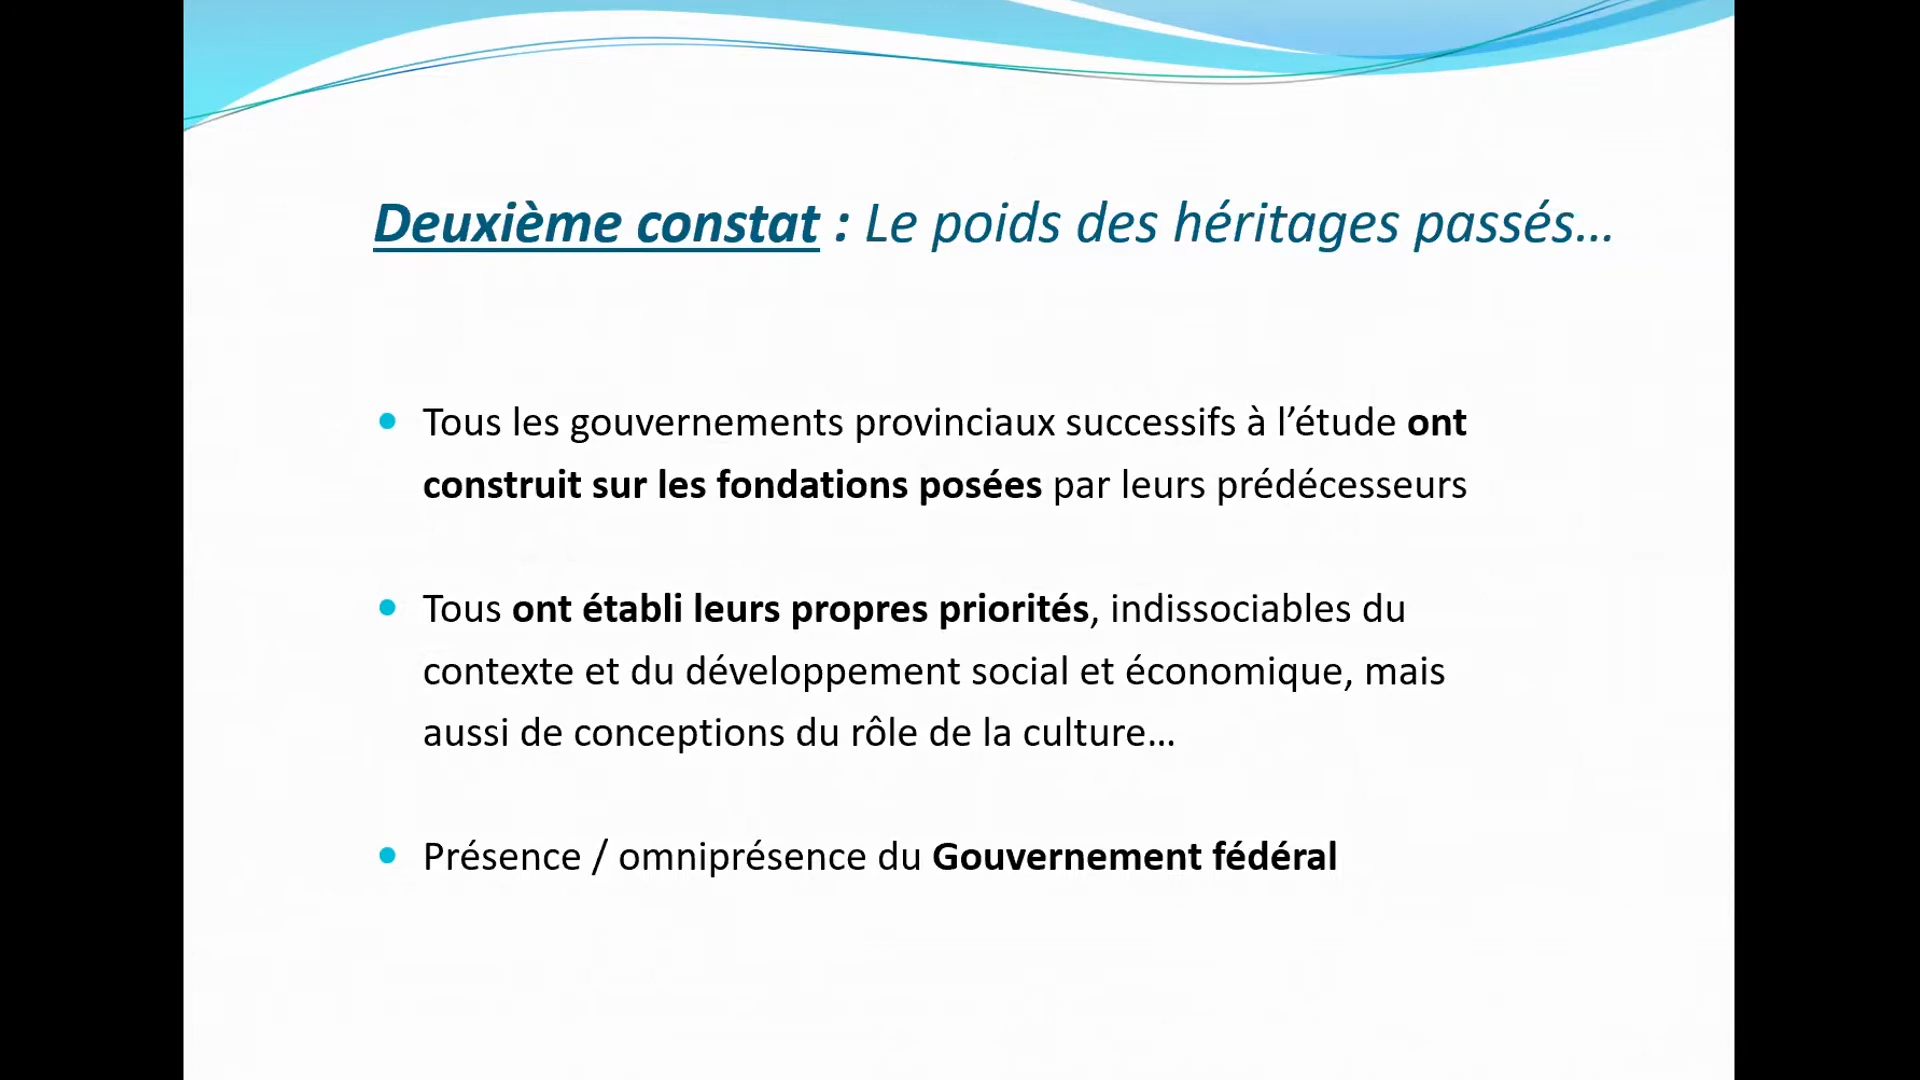 Deuxième constat : Le poids des héritages passés…
• Tous les gouvernements provinciaux successifs à l’étude ont
construit sur les fondations posées par leurs prédécesseurs
• Tous ont établi leurs propres priorités, indissociables du
contexte et du développement social et économique, mais
aussi de conceptions du rôle de la culture…
• Présence / omniprésence du Gouvernement fédéral